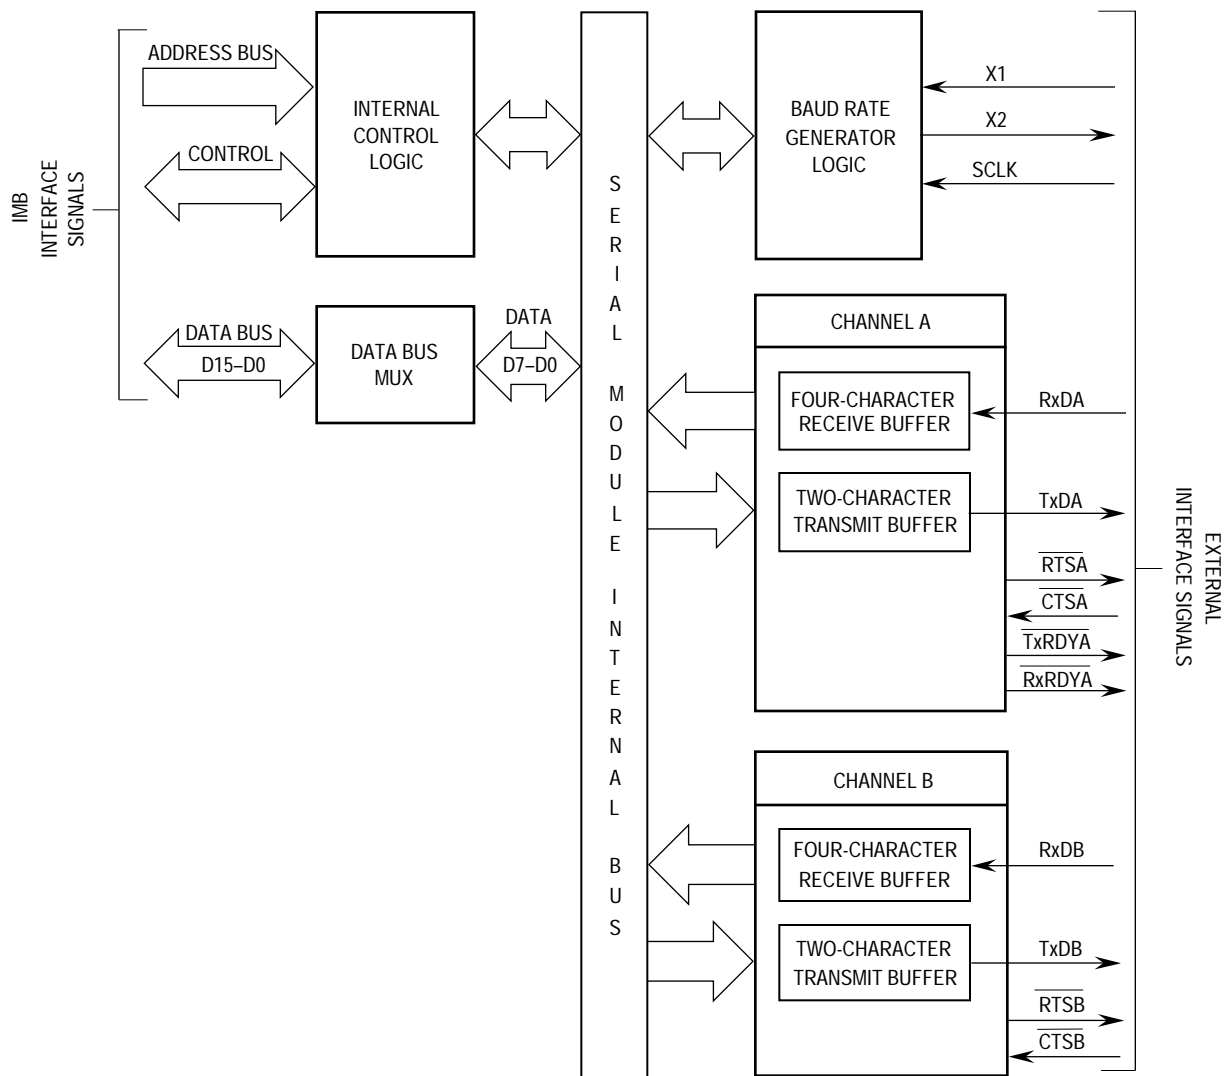 ADDRESS BUS
CONTROL
IMB
INTERFACE
SIGNALS
INTERNAL
CONTROL
LOGIC
DATA BUS
D15–D0
DATA BUS
MUX
DATA
D7–D0
SERIAL MODULE INTERNAL BUS
BAUD RATE
GENERATOR
LOGIC
X1
X2
SCLK
CHANNEL A
FOUR-CHARACTER
RECEIVE BUFFER
RxDA
TWO-CHARACTER
TRANSMIT BUFFER
TxDA
RTSA
CTSA
TxRDYA
RxRDYA
EXTERNAL
INTERFACE SIGNALS
CHANNEL B
FOUR-CHARACTER
RECEIVE BUFFER
RxDB
TWO-CHARACTER
TRANSMIT BUFFER
TxDB
RTSB
CTSB